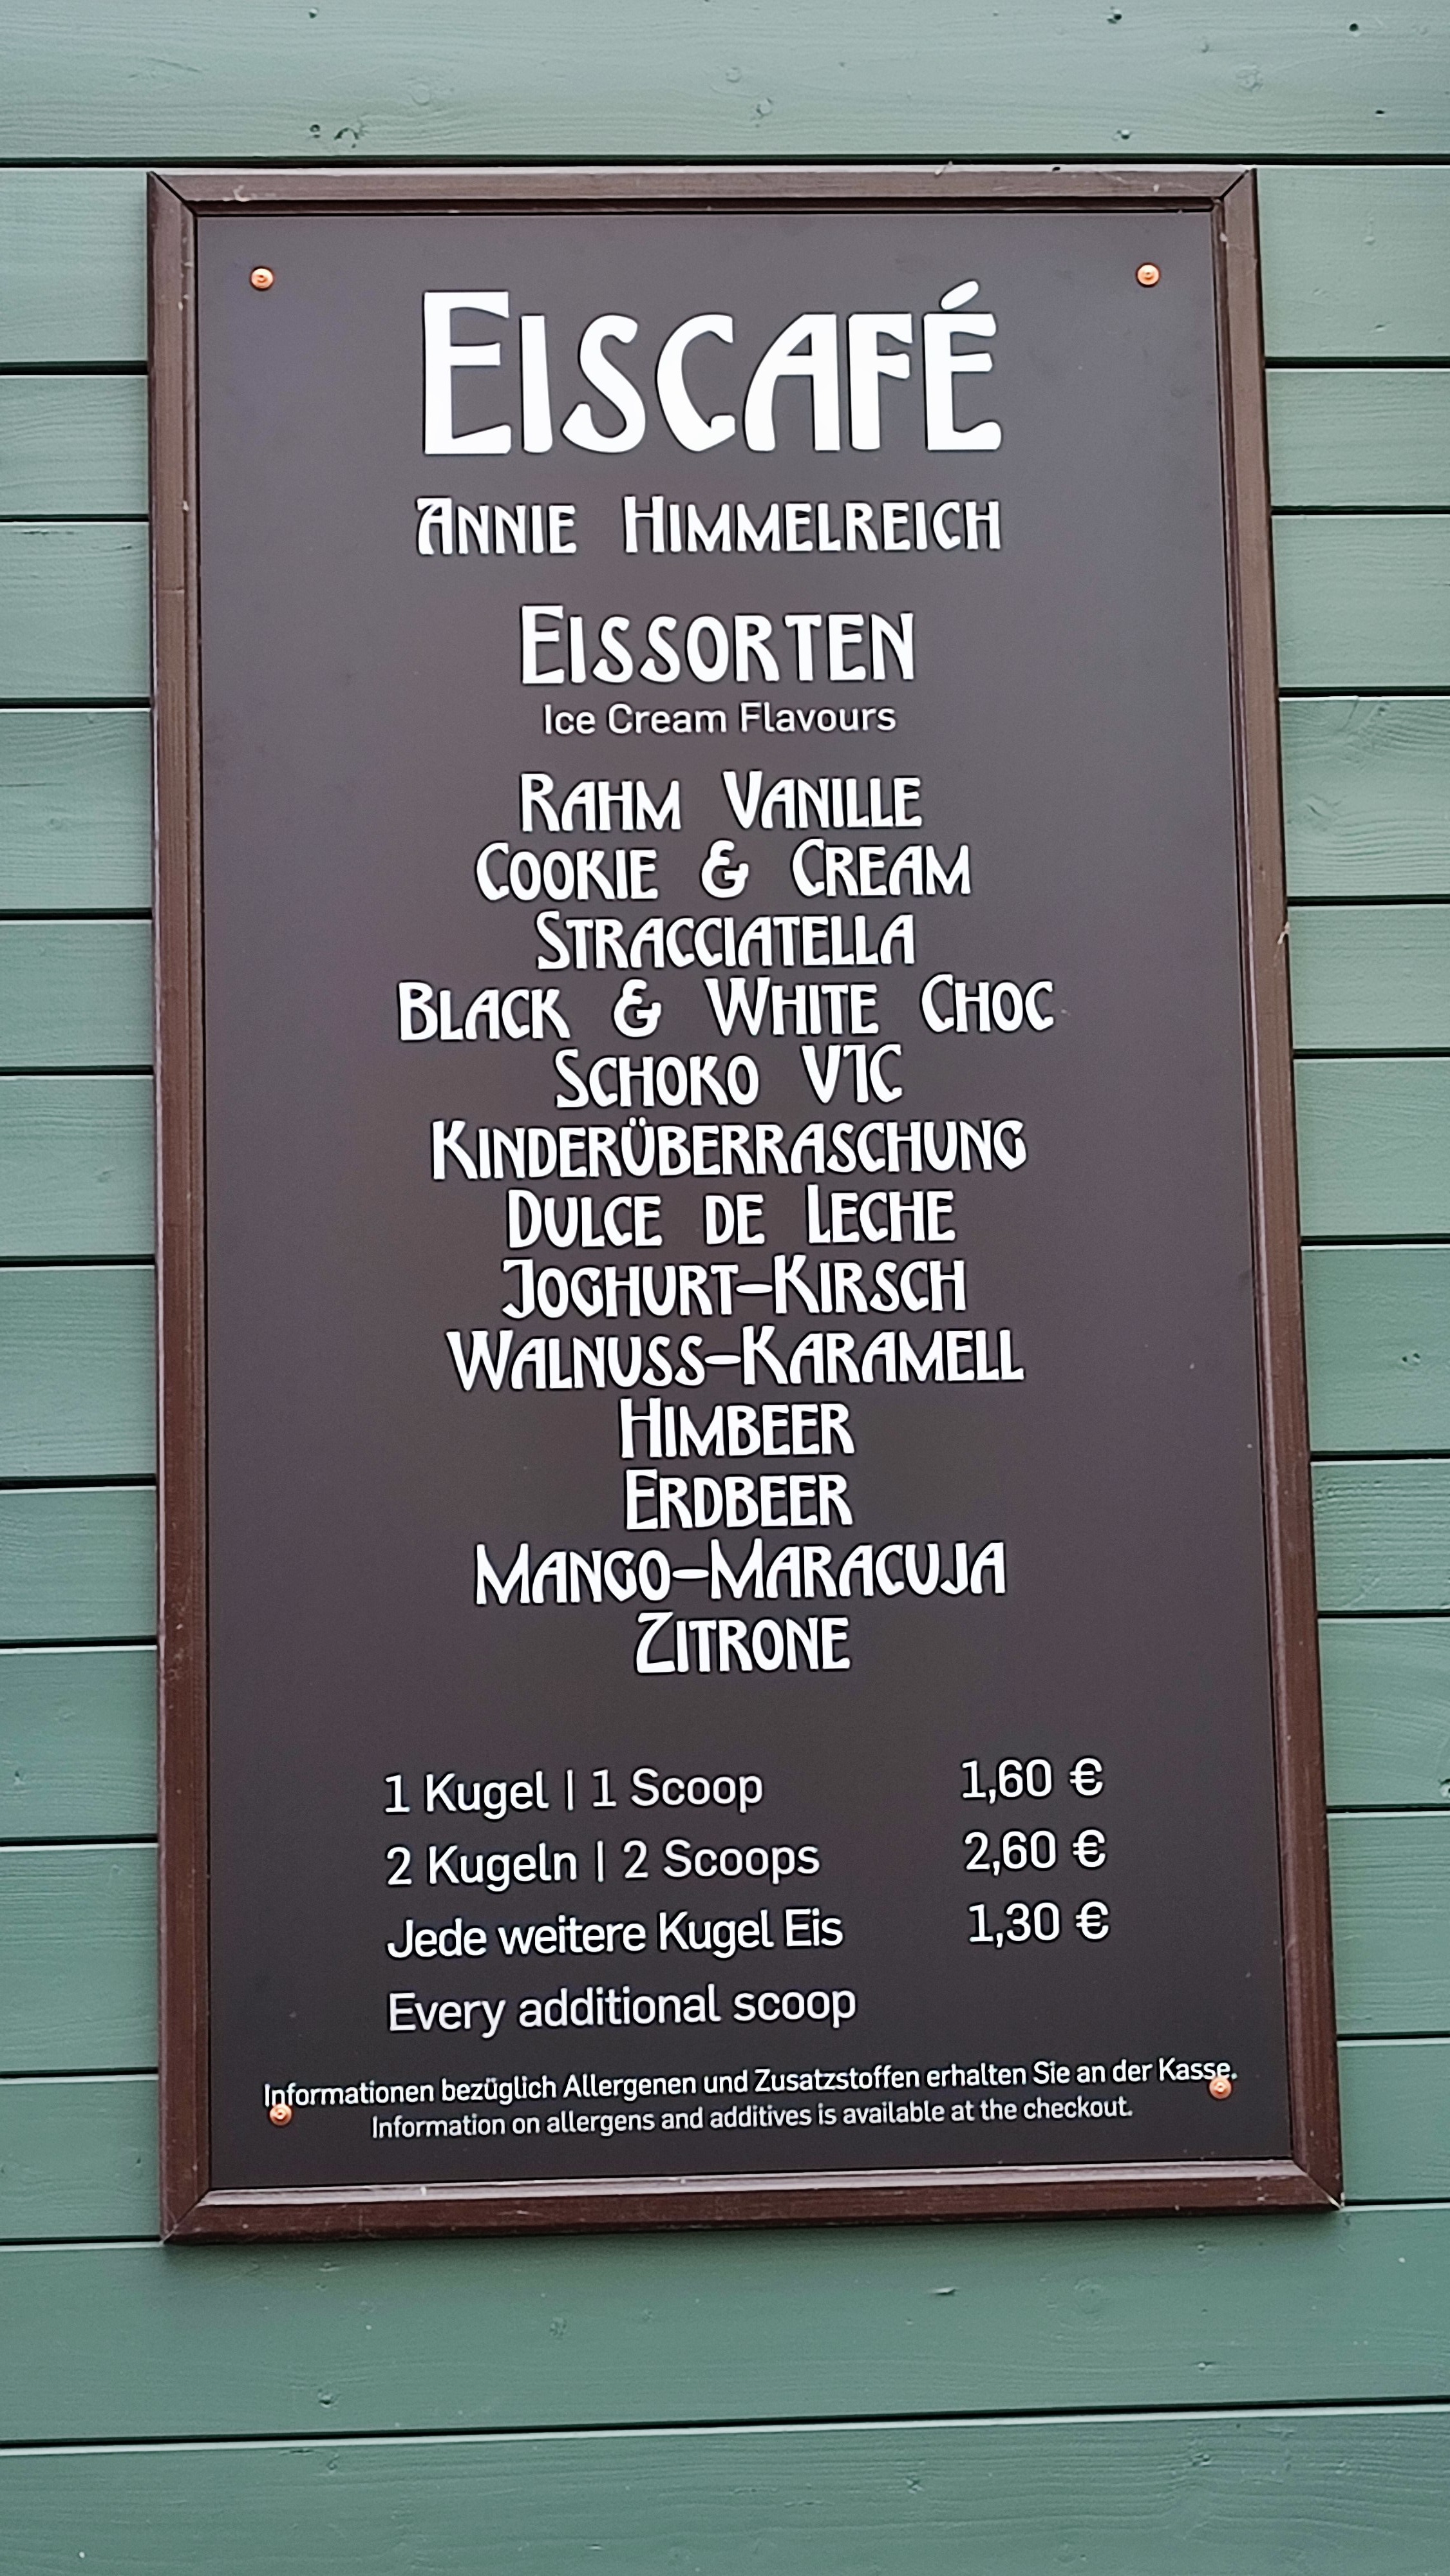 Eiscafé
Annie Himmelreich
Eissorten
Ice Cream Flavours
Rahm Vanille
Cookie & Cream
Stracciatella
Black & White Choc
Schoko VIC
Kinderüberraschung
Dulce de Leche
Joghurt-Kirsch
Walnuss-Karamell
Himbeer
Erdbeer
Mango-Maracuja
Zitrone
1 Kugel | 1 Scoop 1,60 €
2 Kugeln | 2 Scoops 2,60 €
Jede weitere Kugel Eis 1,30 €
Every additional scoop
Informationen bezüglich Allergenen und Zusatzstoffen erhalten Sie an der Kasse.
Information on allergens and additives is available at the checkout.